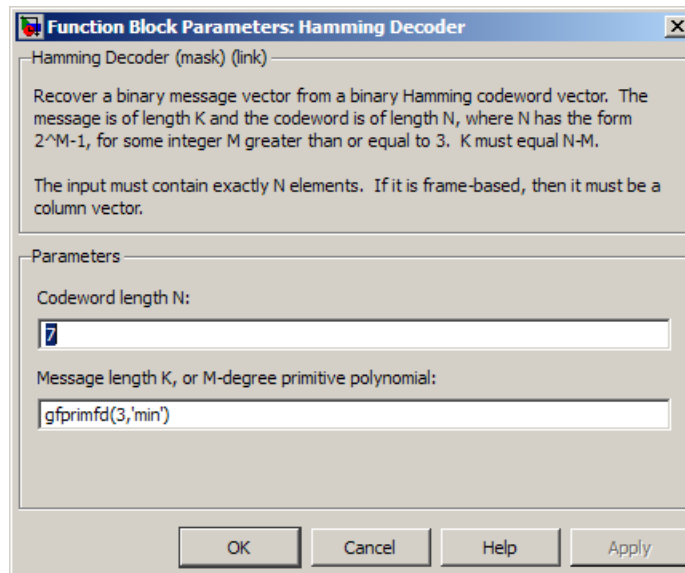 Function Block Parameters: Hamming Decoder
Hamming Decoder (mask) (link)
Recover a binary message vector from a binary Hamming codeword vector. The
message is of length K and the codeword is of length N, where N has the form
2^M-1, for some integer M greater than or equal to 3. K must equal N-M.
The input must contain exactly N elements. If it is frame-based, then it must be a
column vector.
Parameters
Codeword length N:
7
Message length K, or M-degree primitive polynomial:
gfprimfd(3,'min')
OK Cancel Help Apply